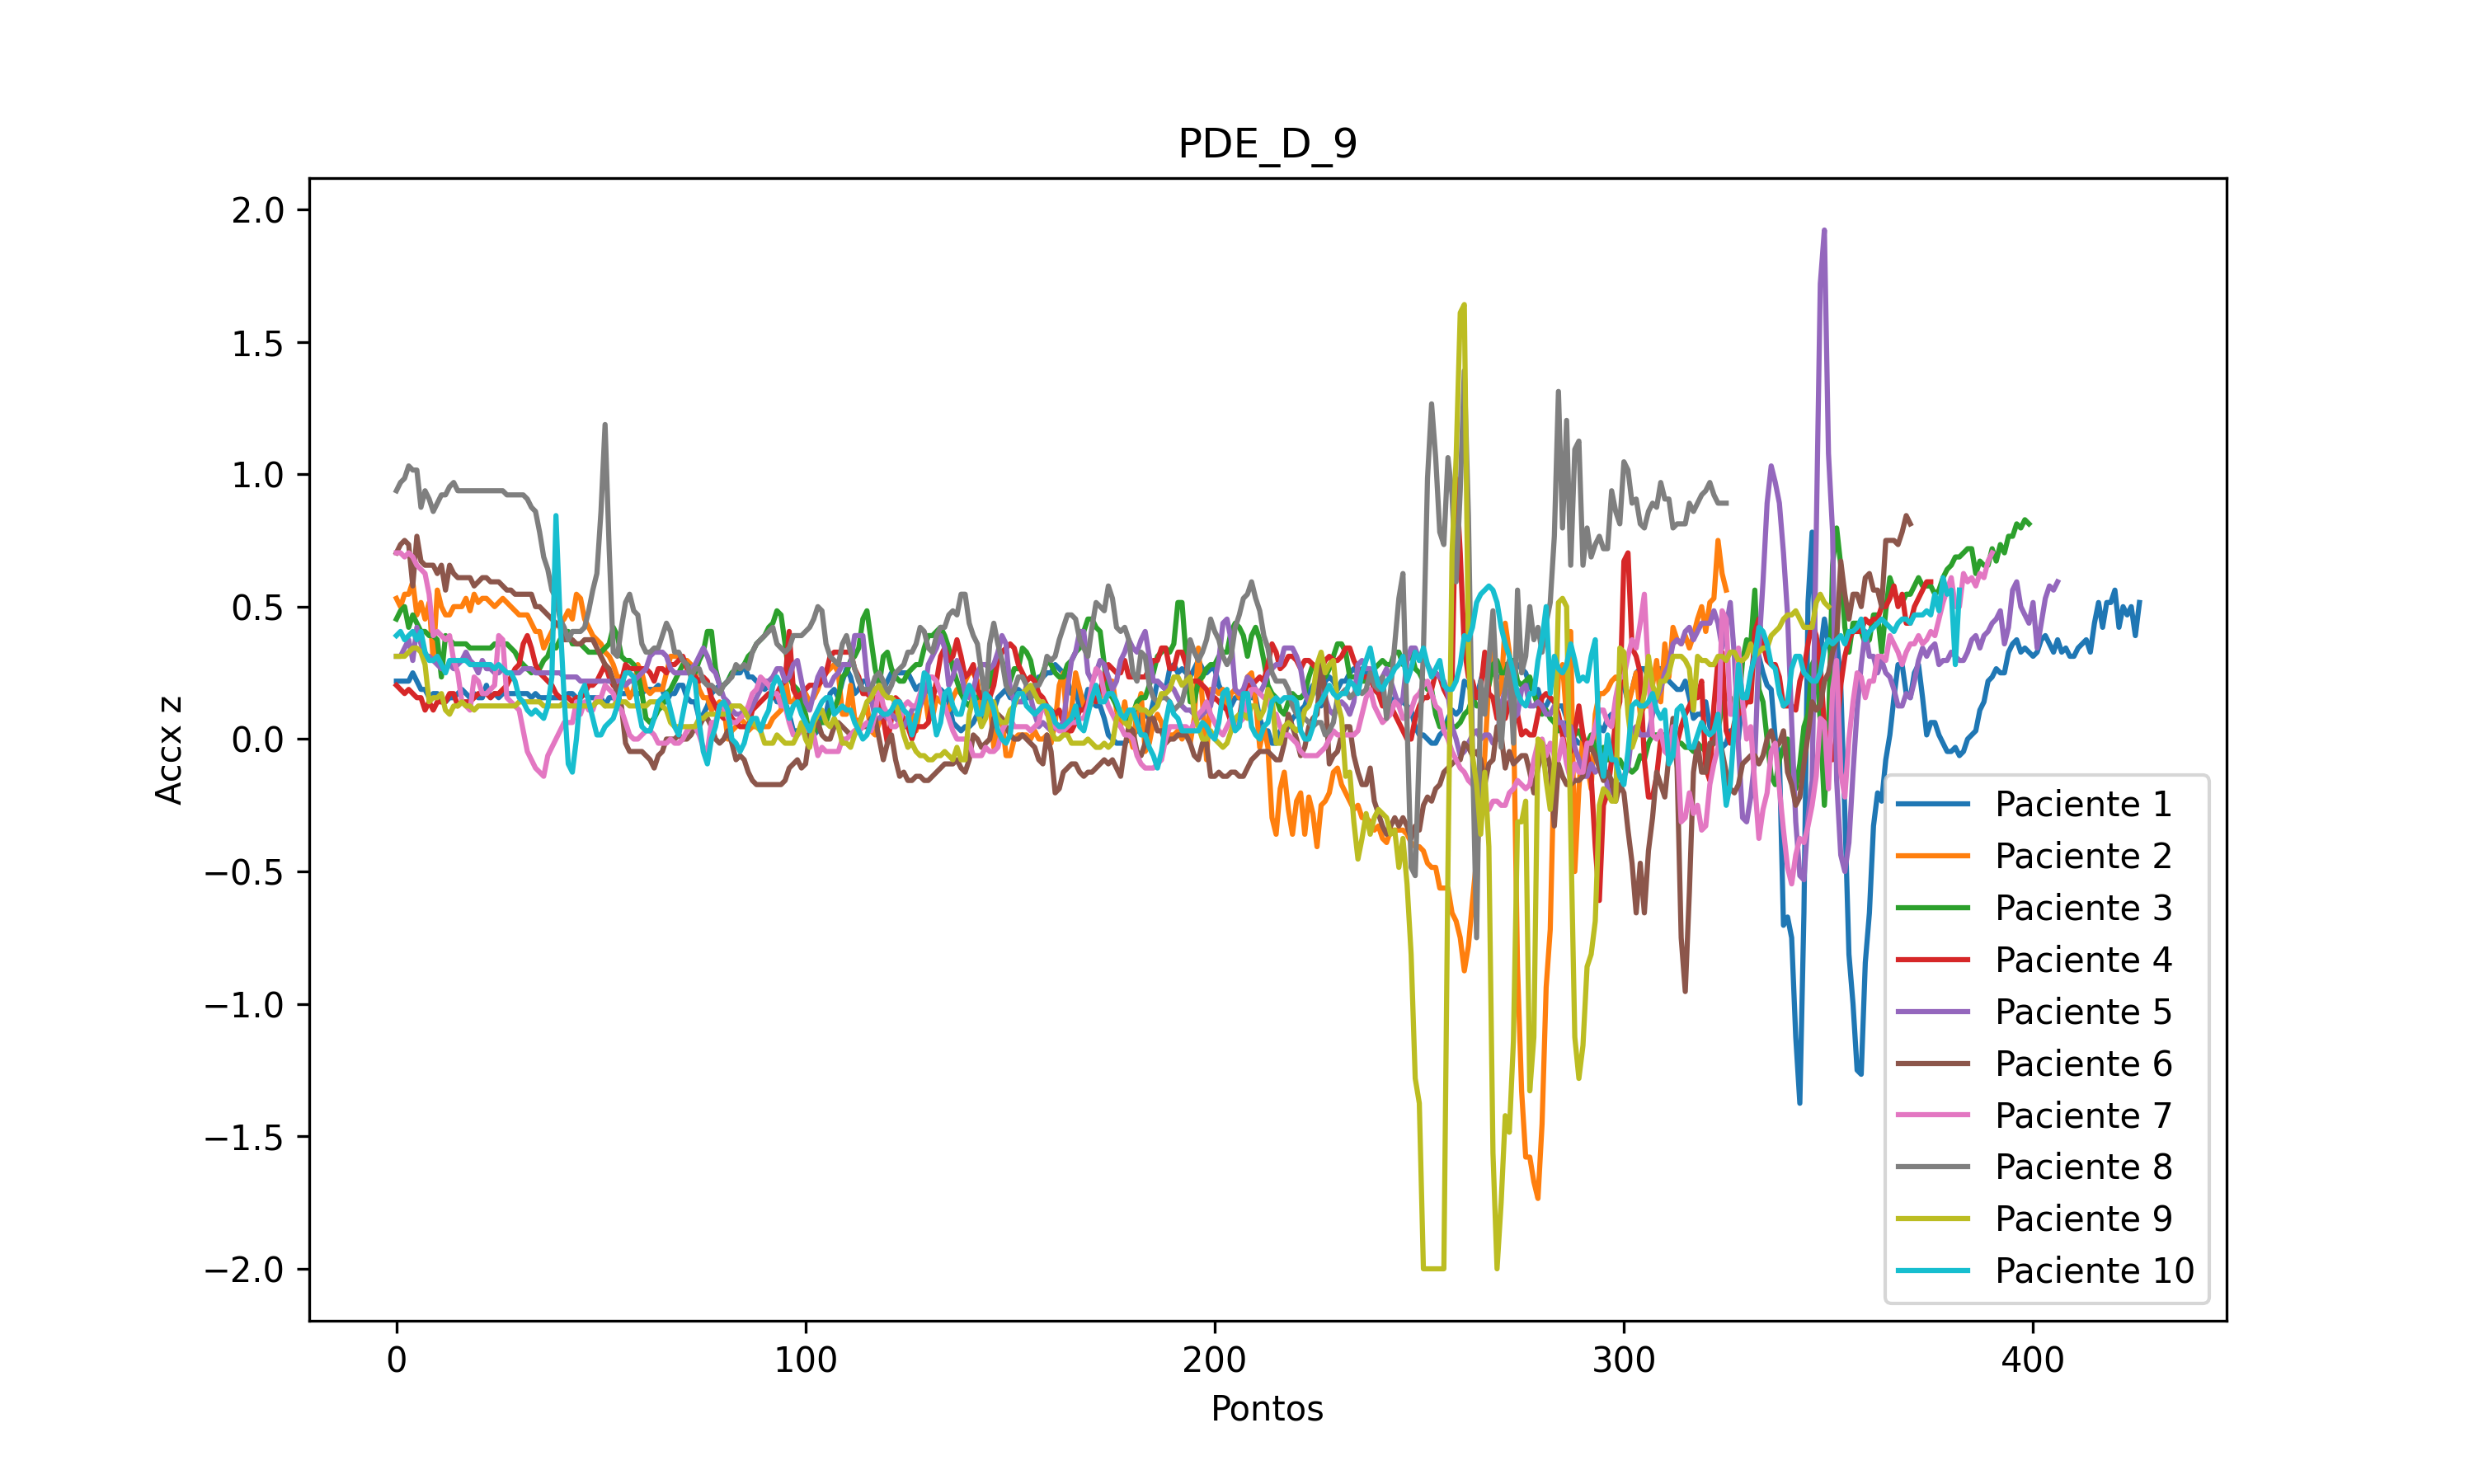 PDE_D_9
Accx z
2.0
1.5
1.0
0.5
0.0
−0.5
−1.0
−1.5
−2.0
0 100 200 300 400
Pontos
Paciente 1
Paciente 2
Paciente 3
Paciente 4
Paciente 5
Paciente 6
Paciente 7
Paciente 8
Paciente 9
Paciente 10